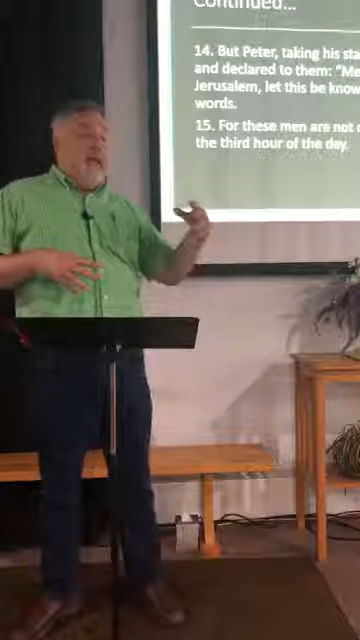 Continued...
14. But Peter, taking his sta
and declared to them: "Me
Jerusalem, let this be know
words.
15. For these men are not
the third hour of the day.